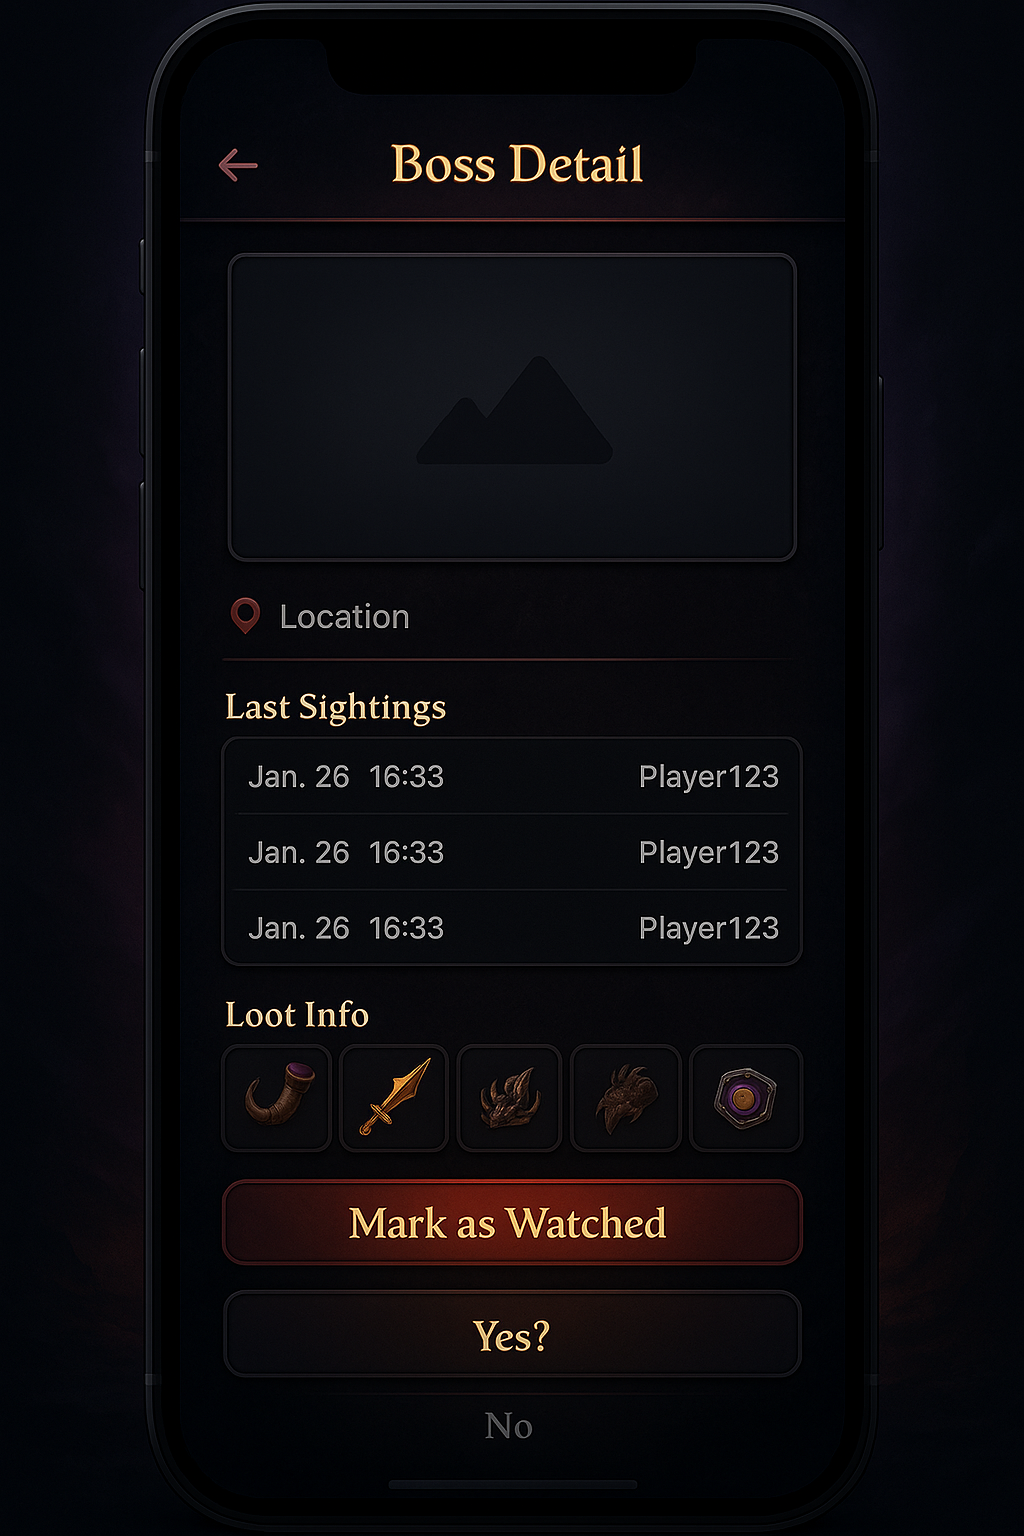 Boss Detail
Location
Last Sightings
Jan. 26 16:33 Player123
Jan. 26 16:33 Player123
Jan. 26 16:33 Player123
Loot Info
Mark as Watched
Yes?
No